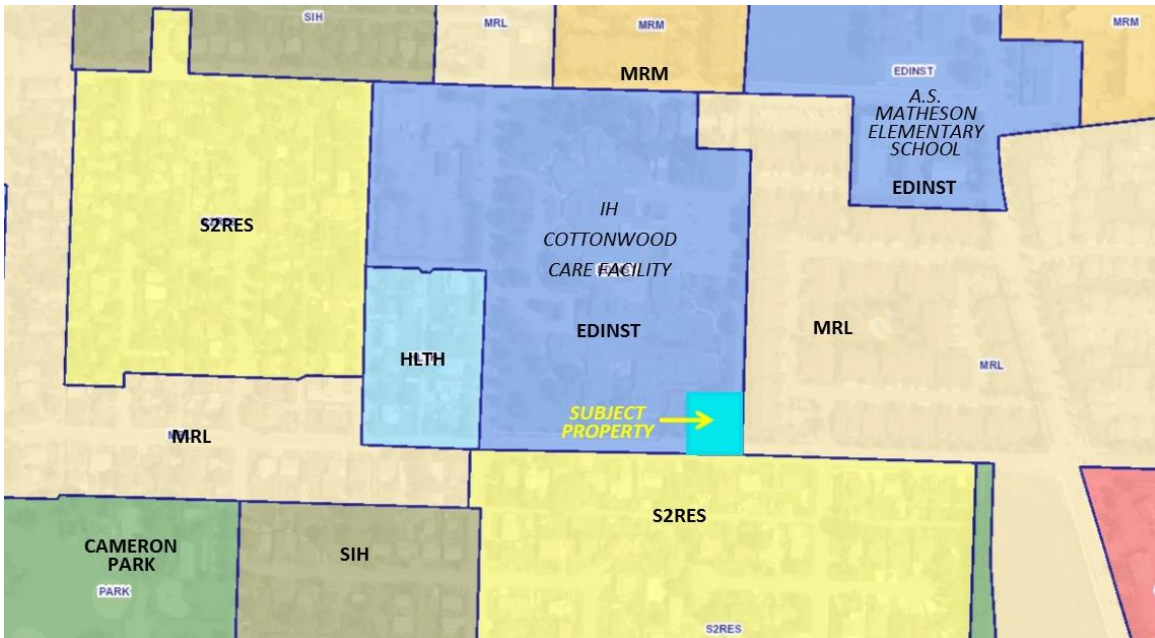 SIH
MRL
MRM
MRM
MRM
EDINST
A.S.
MATHESON
ELEMENTARY
SCHOOL
EDINST
S2RES
IH
COTTONWOOD
CARE FACILITY
EDINST
HLTH
MRL
MRL
SUBJECT
PROPERTY
MRL
S2RES
CAMERON
PARK
SIH
PARK
S2RES